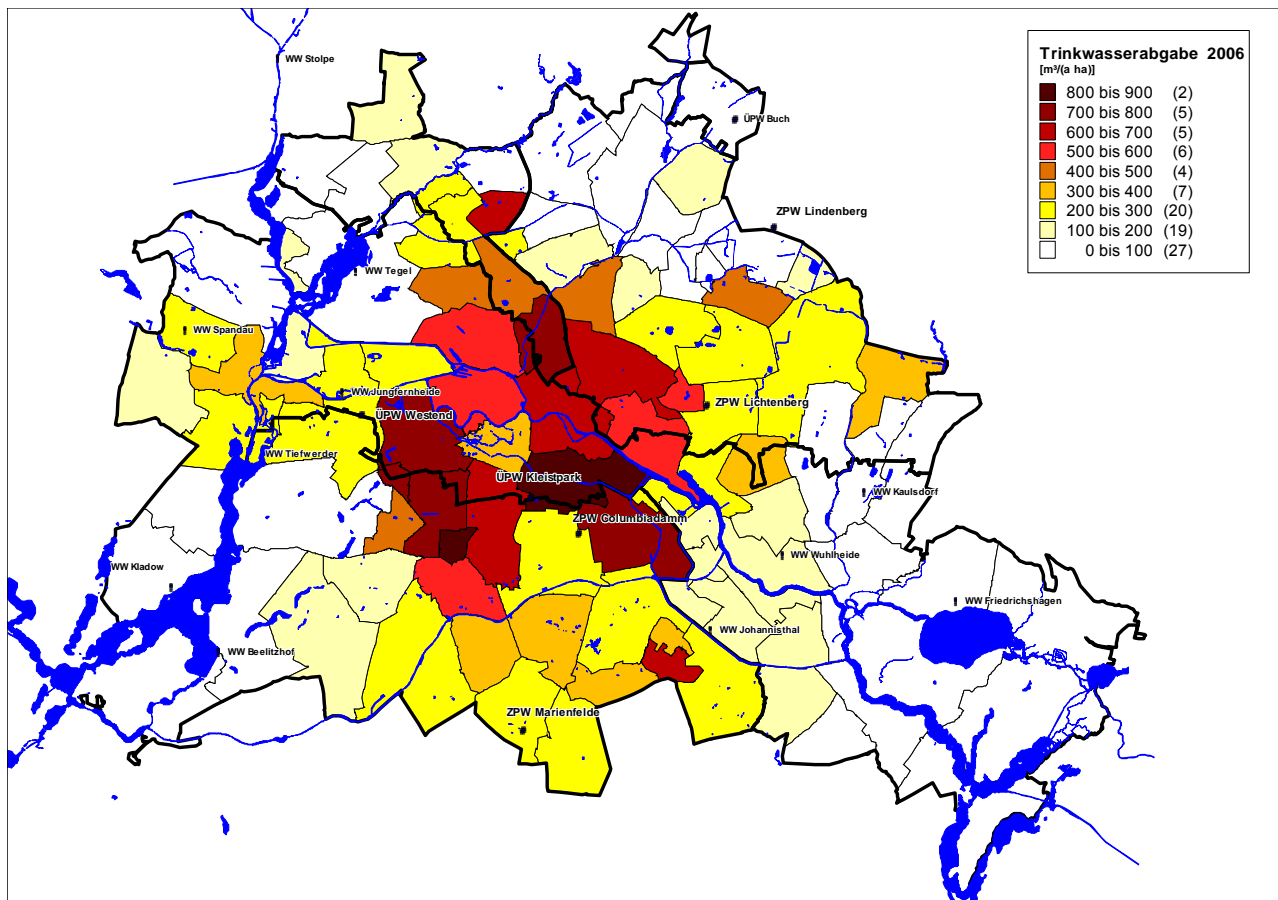 Trinkwasserabgabe 2006
[m³/(a ha)]
800 bis 900 (2)
700 bis 800 (5)
600 bis 700 (5)
500 bis 600 (6)
400 bis 500 (4)
300 bis 400 (7)
200 bis 300 (20)
100 bis 200 (19)
0 bis 100 (27)
WW Stolpe
ÜPW Buch
ZPW Lindenberg
WW Tegel
WW Spandau
WW Jungfernheide
ZPW Lichtenberg
ÜPW Westend
WW Tiefwerder
ÜPW Kleistpark
WW Kaulsdorf
ZPW Columbiadamm
WW Wuhlheide
WW Kladow
WW Friedrichshagen
WW Johannisthal
WW Beelitzhof
ZPW Marienfelde